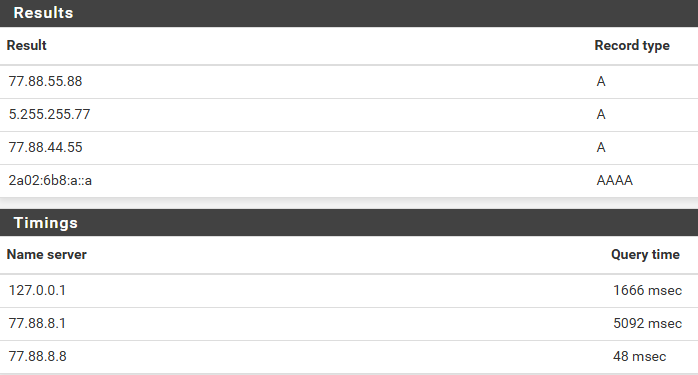 Results
Result Record type
77.88.55.88 A
5.255.255.77 A
77.88.44.55 A
2a02:6b8:a::a AAAA
Timings
Name server Query time
127.0.0.1 1666 msec
77.88.8.1 5092 msec
77.88.8.8 48 msec